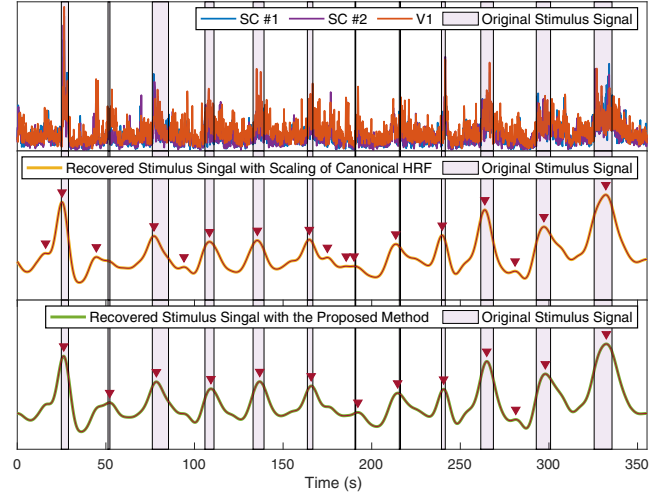 SC #1 SC #2 V1 Original Stimulus Signal
Recovered Stimulus Singal with Scaling of Canonical HRF Original Stimulus Signal
Recovered Stimulus Singal with the Proposed Method Original Stimulus Signal
0 50 100 150 200 250 300 350
Time (s)